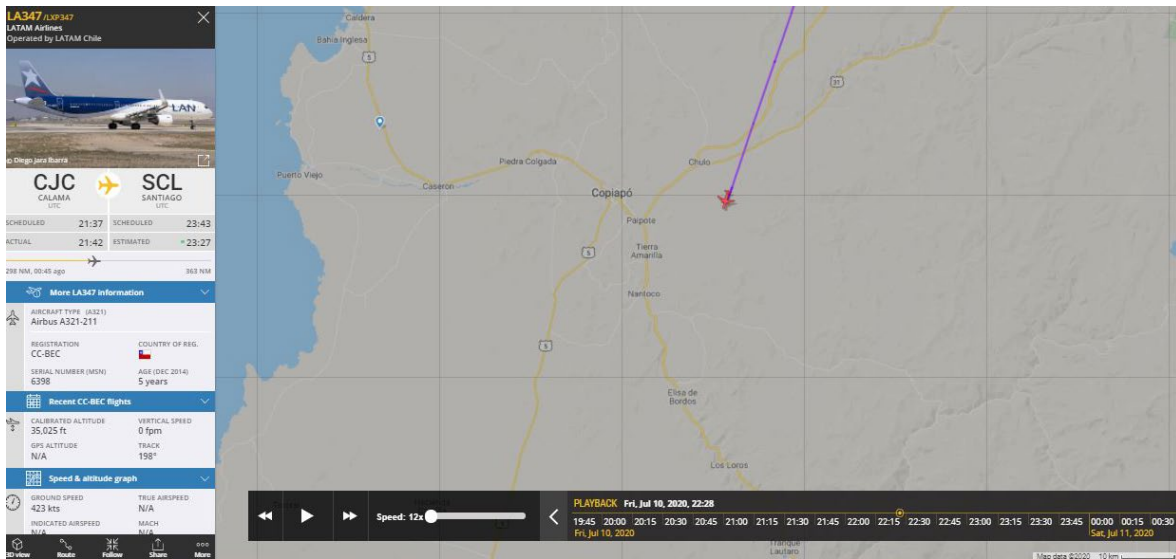 LA347 /LXP347
LATAM Airlines
Operated by LATAM Chile
LAN
© Diego Jara Ibarra
CJC
CALAMA
UTC
SCL
SANTIAGO
UTC
SCHEDULED 21:37 SCHEDULED 23:43
ACTUAL 21:42 ESTIMATED 23:27
298 NM, 00:45 ago 363 NM
More LA347 information
AIRCRAFT TYPE (A321)
Airbus A321-211
REGISTRATION COUNTRY OF REG.
CC-BEC
SERIAL NUMBER (MSN) AGE (DEC 2014)
6398 5 years
Recent CC-BEC flights
CALIBRATED ALTITUDE VERTICAL SPEED
35,025 ft 0 fpm
GPS ALTITUDE TRACK
N/A 198°
Speed & altitude graph
GROUND SPEED TRUE AIRSPEED
423 kts N/A
INDICATED AIRSPEED MACH
N/A N/A
3D view Route Follow Share More
Caldera
Bahia Inglesa
5
31
Piedra Colgada
Chulo
Puerto Viejo
Caseron
Copiapó
Paipote
Tierra
Amarilla
5
Nantoco
5
Elisa de
Bordos
Los Loros
Speed: 12x
PLAYBACK Fri, Jul 10, 2020, 22:28
19:45 20:00 20:15 20:30 20:45 21:00 21:15 21:30 21:45 22:00 22:15 22:30 22:45 23:00 23:15 23:30 23:45 00:00 00:15 00:30
Fri, Jul 10, 2020 Sat, Jul 11, 2020
Tranque
Lautaro
Map data ©2020 10 km